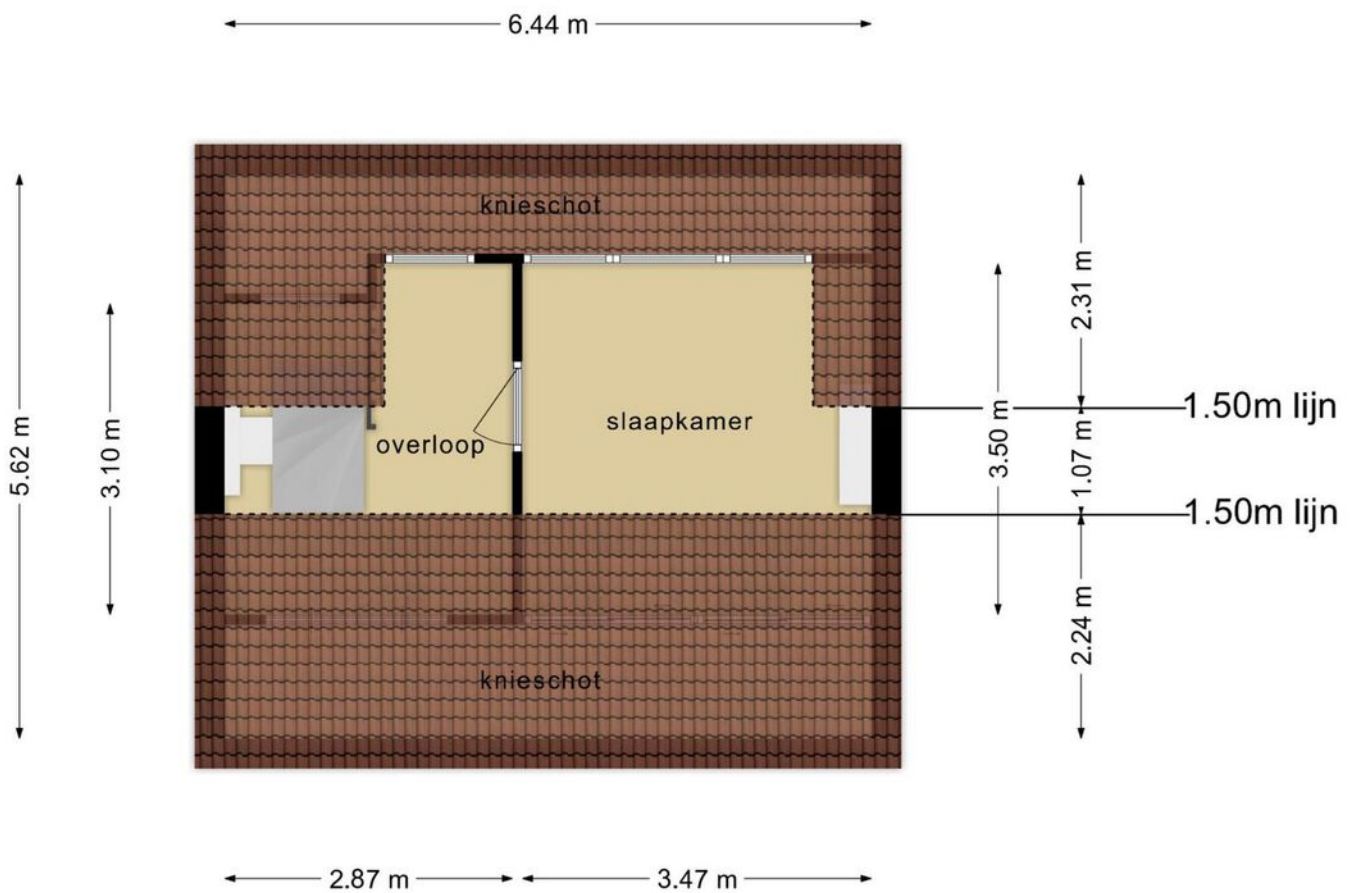 6.44 m
knieschot
2.31 m
1.50m lijn
3.10 m
5.62 m
overloop
slaapkamer
3.50 m
1.07 m
1.50m lijn
2.24 m
knieschot
2.87 m
3.47 m